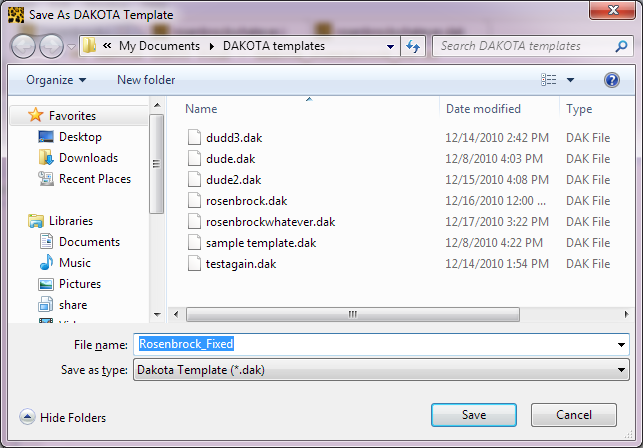 Save As DAKOTA Template
« My Documents ▸ DAKOTA templates
Search DAKOTA templates
Organize ▾ New folder
Name Date modified Type
Favorites
Desktop
Downloads
Recent Places
Libraries
Documents
Music
Pictures
share
dudd3.dak 12/14/2010 2:42 PM DAK File
dude.dak 12/8/2010 4:03 PM DAK File
dude2.dak 12/15/2010 4:08 PM DAK File
rosenbrock.dak 12/16/2010 12:00 ... DAK File
rosenbrockwhatever.dak 12/17/2010 3:22 PM DAK File
sample template.dak 12/8/2010 4:22 PM DAK File
testagain.dak 12/14/2010 1:54 PM DAK File
File name: Rosenbrock_Fixed
Save as type: Dakota Template (*.dak)
Hide Folders Save Cancel